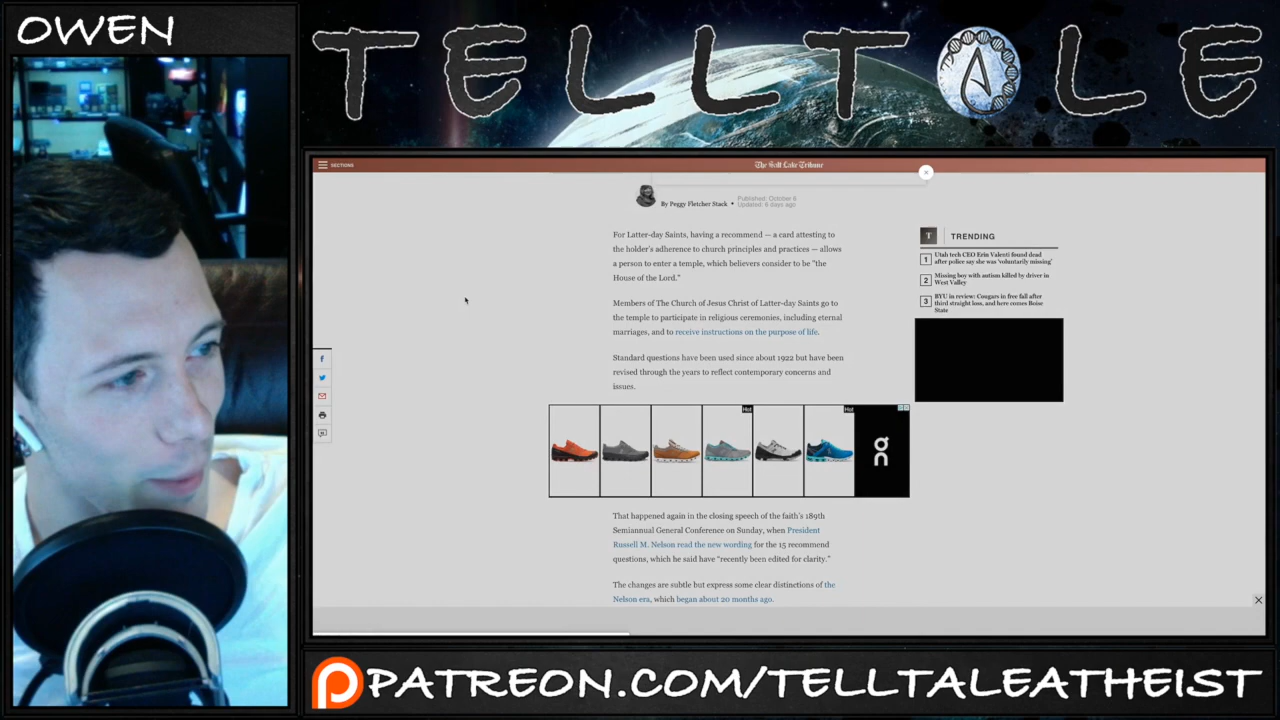 OWEN
TELLTALE
SECTIONS
The Salt Lake Tribune
By Peggy Fletcher Stack •
Published: October 6
Updated: 6 days ago
For Latter-day Saints, having a recommend — a card attesting to
the holder's adherence to church principles and practices — allows
a person to enter a temple, which believers consider to be "the
House of the Lord."
Members of The Church of Jesus Christ of Latter-day Saints go to
the temple to participate in religious ceremonies, including eternal
marriages, and to receive instructions on the purpose of life.
Standard questions have been used since about 1922 but have been
revised through the years to reflect contemporary concerns and
issues.
Hot
Hot
on
That happened again in the closing speech of the faith's 189th
Semiannual General Conference on Sunday, when President
Russell M. Nelson read the new wording for the 15 recommend
questions, which he said have "recently been edited for clarity."
The changes are subtle but express some clear distinctions of the
Nelson era, which began about 20 months ago.
T TRENDING
1 Utah tech CEO Erin Valenti found dead
after police say she was 'voluntarily missing'
2 Missing boy with autism killed by driver in
West Valley
3 BYU in review: Cougars in free fall after
third straight loss, and here comes Boise
State
PATREON.COM/TELLTALEATHEIST